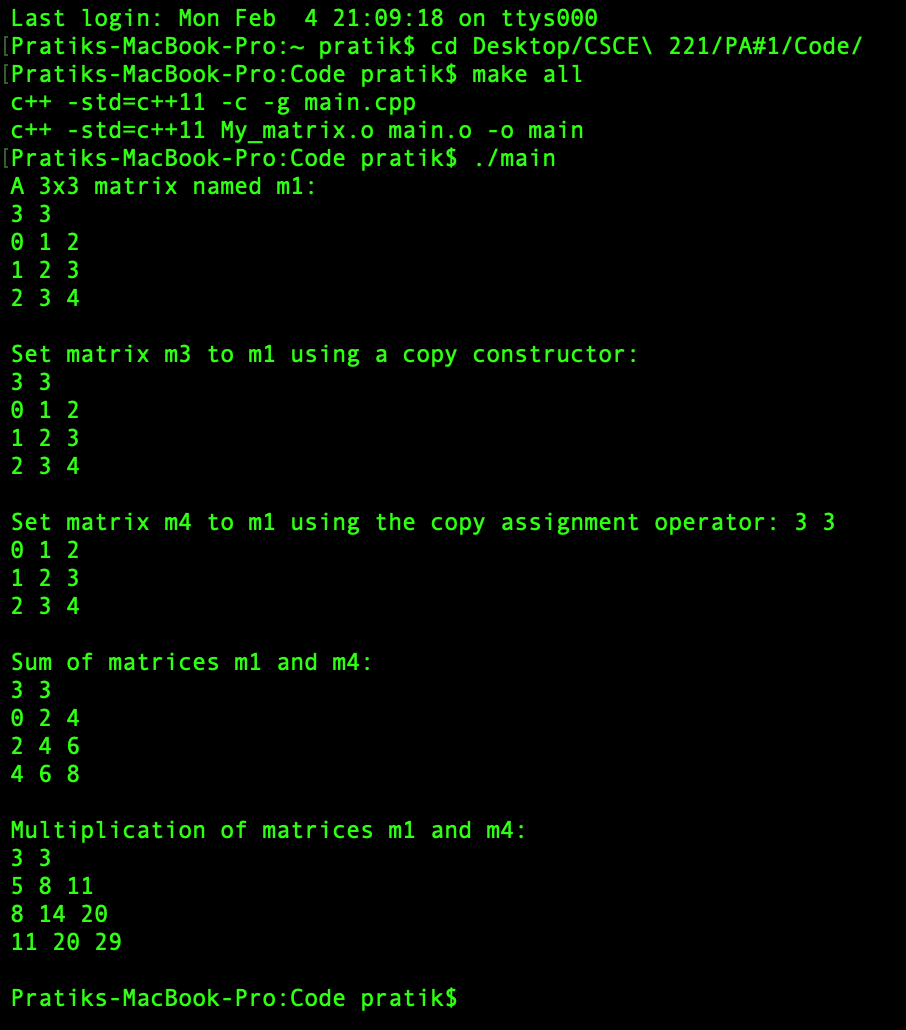 Last login: Mon Feb  4 21:09:18 on ttys000
[Pratiks-MacBook-Pro:~ pratik$ cd Desktop/CSCE\ 221/PA#1/Code/
[Pratiks-MacBook-Pro:Code pratik$ make all
c++ -std=c++11 -c -g main.cpp
c++ -std=c++11 My_matrix.o main.o -o main
[Pratiks-MacBook-Pro:Code pratik$ ./main
A 3x3 matrix named m1:
3 3
0 1 2
1 2 3
2 3 4

Set matrix m3 to m1 using a copy constructor:
3 3
0 1 2
1 2 3
2 3 4

Set matrix m4 to m1 using the copy assignment operator: 3 3
0 1 2
1 2 3
2 3 4

Sum of matrices m1 and m4:
3 3
0 2 4
2 4 6
4 6 8

Multiplication of matrices m1 and m4:
3 3
5 8 11
8 14 20
11 20 29

Pratiks-MacBook-Pro:Code pratik$